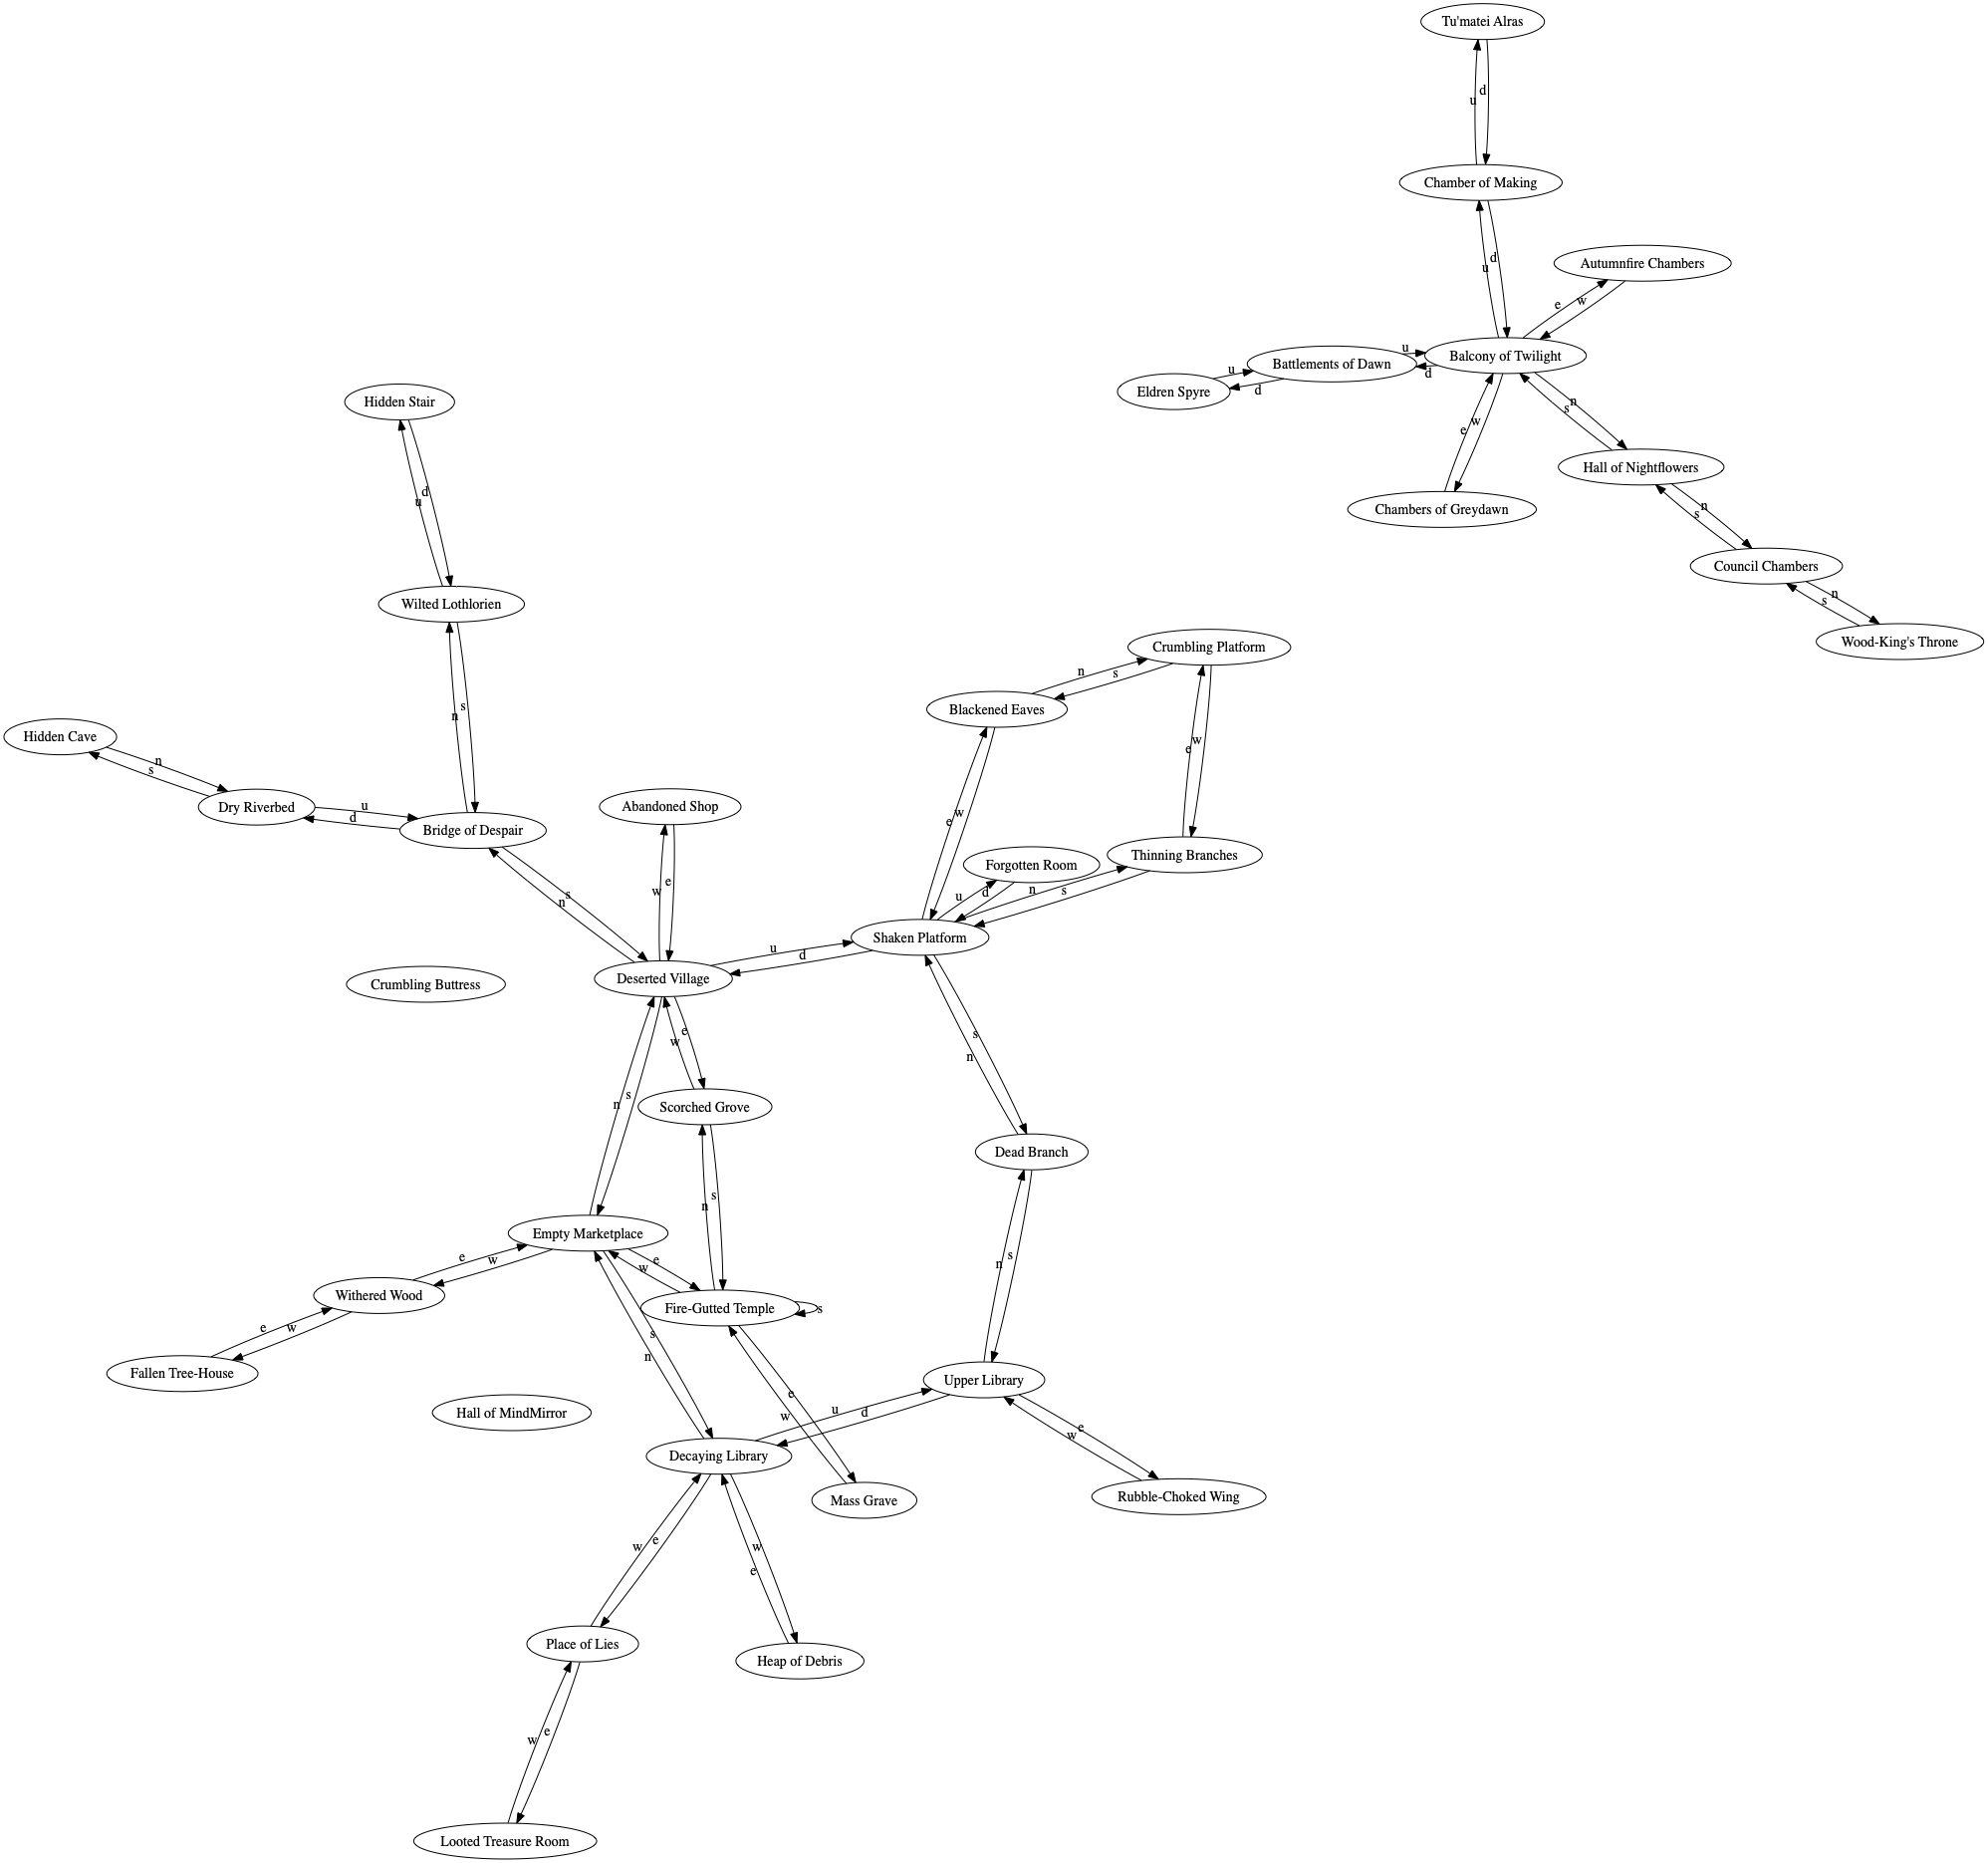 Tu'matei Alras
u
d
Chamber of Making
u
d
Autumnfire Chambers
e
w
Balcony of Twilight
u
d
Battlements of Dawn
u
d
Eldren Spyre
e
w
n
s
Hall of Nightflowers
Chambers of Greydawn
n
s
Council Chambers
n
s
Wood-King's Throne
Hidden Stair
d
u
Wilted Lothlorien
s
n
Hidden Cave
n
s
Dry Riverbed
u
d
Bridge of Despair
s
n
Crumbling Platform
n
s
Blackened Eaves
e
w
e
w
Thinning Branches
Forgotten Room
u
d
n
s
Shaken Platform
Abandoned Shop
w
e
u
d
Deserted Village
Crumbling Buttress
e
w
s
n
Dead Branch
n
s
Scorched Grove
s
n
Empty Marketplace
e
w
e
w
Withered Wood
Fire-Gutted Temple
s
e
w
Fallen Tree-House
s
n
n
s
Upper Library
Hall of MindMirror
e
w
u
d
e
w
Decaying Library
Mass Grave
Rubble-Choked Wing
w
e
w
e
Place of Lies
Heap of Debris
w
e
Looted Treasure Room